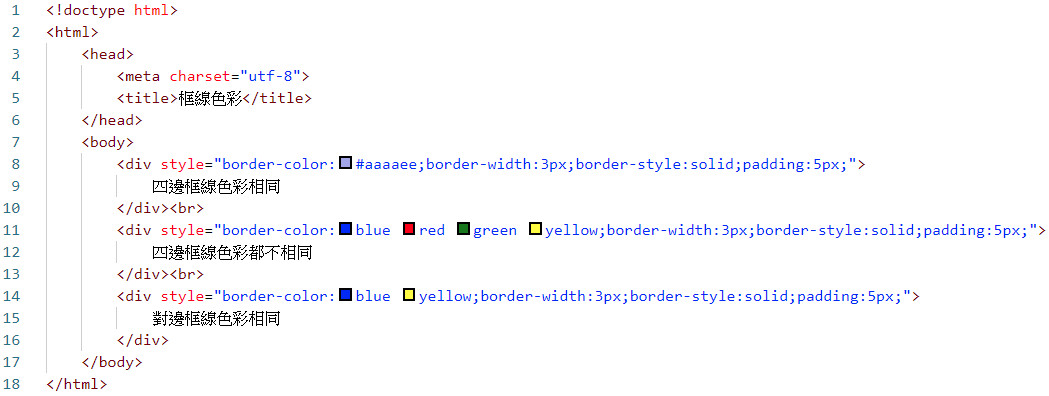 1 <!doctype html>
2 <html>
3     <head>
4         <meta charset="utf-8">
5         <title>框線色彩</title>
6     </head>
7     <body>
8         <div style="border-color:#aaaaee;border-width:3px;border-style:solid;padding:5px;">
9             四邊框線色彩相同
10         </div><br>
11         <div style="border-color:blue red green yellow;border-width:3px;border-style:solid;padding:5px;">
12             四邊框線色彩都不相同
13         </div><br>
14         <div style="border-color:blue yellow;border-width:3px;border-style:solid;padding:5px;">
15             對邊框線色彩相同
16         </div>
17     </body>
18 </html>